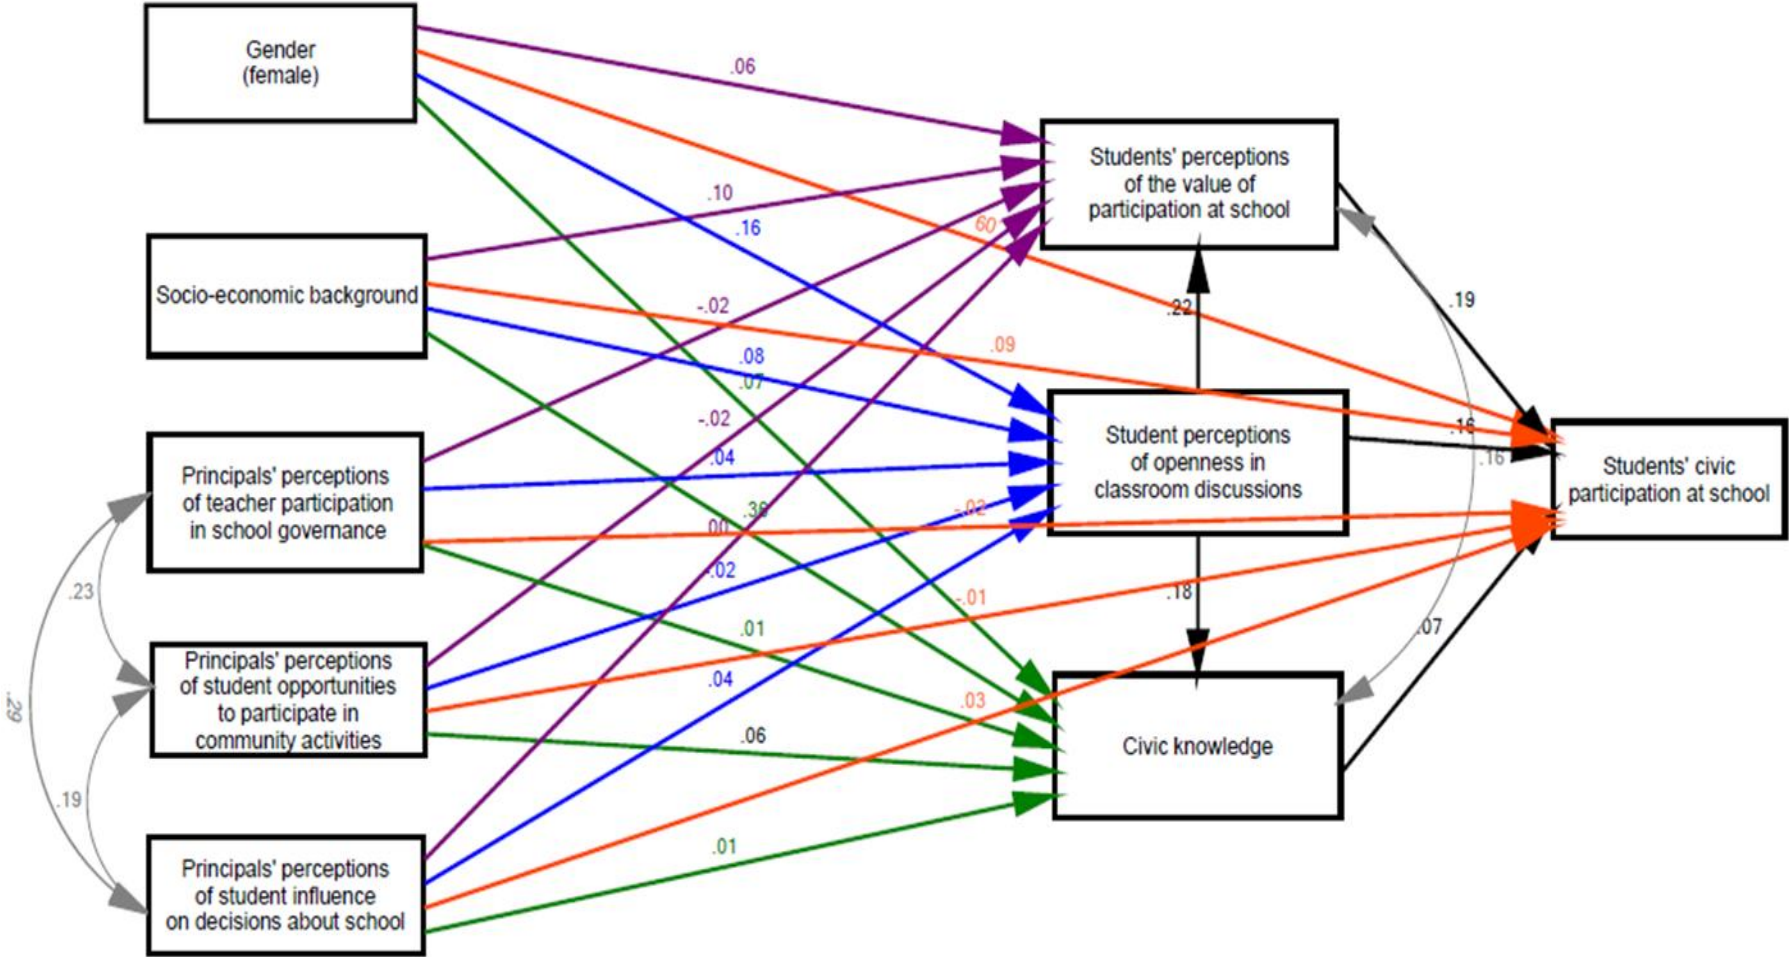 Gender
(female)
Socio-economic background
Principals' perceptions
of teacher participation
in school governance
Principals' perceptions
of student opportunities
to participate in
community activities
Principals' perceptions
of student influence
on decisions about school
Students' perceptions
of the value of
participation at school
Student perceptions
of openness in
classroom discussions
Civic knowledge
Students' civic
participation at school
.06
.10
.16
60
-.02
.09
.08
.07
-.02
.04
.00
-.02
.02
.01
-.01
.04
.03
.06
.01
.22
.18
.19
.16
.16
.07
.23
.29
.19